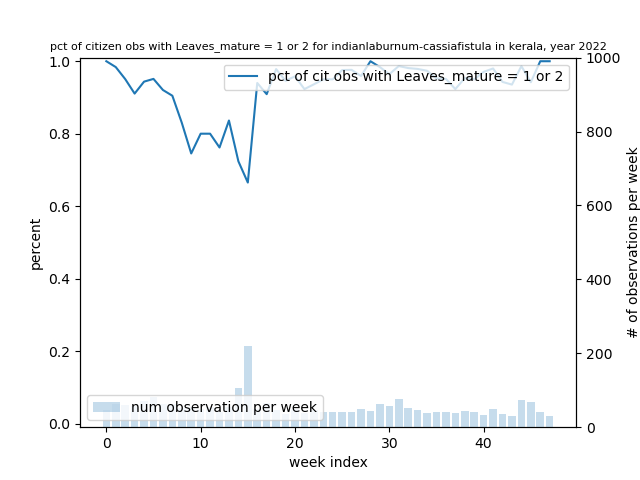 pct of citizen obs with Leaves_mature = 1 or 2 for indianlaburnum-cassiafistula in kerala, year 2022
1.0
0.8
0.6
0.4
0.2
0.0
percent
pct of cit obs with Leaves_mature = 1 or 2
num observation per week
1000
800
600
400
200
0
# of observations per week
0
10
20
30
40
week index